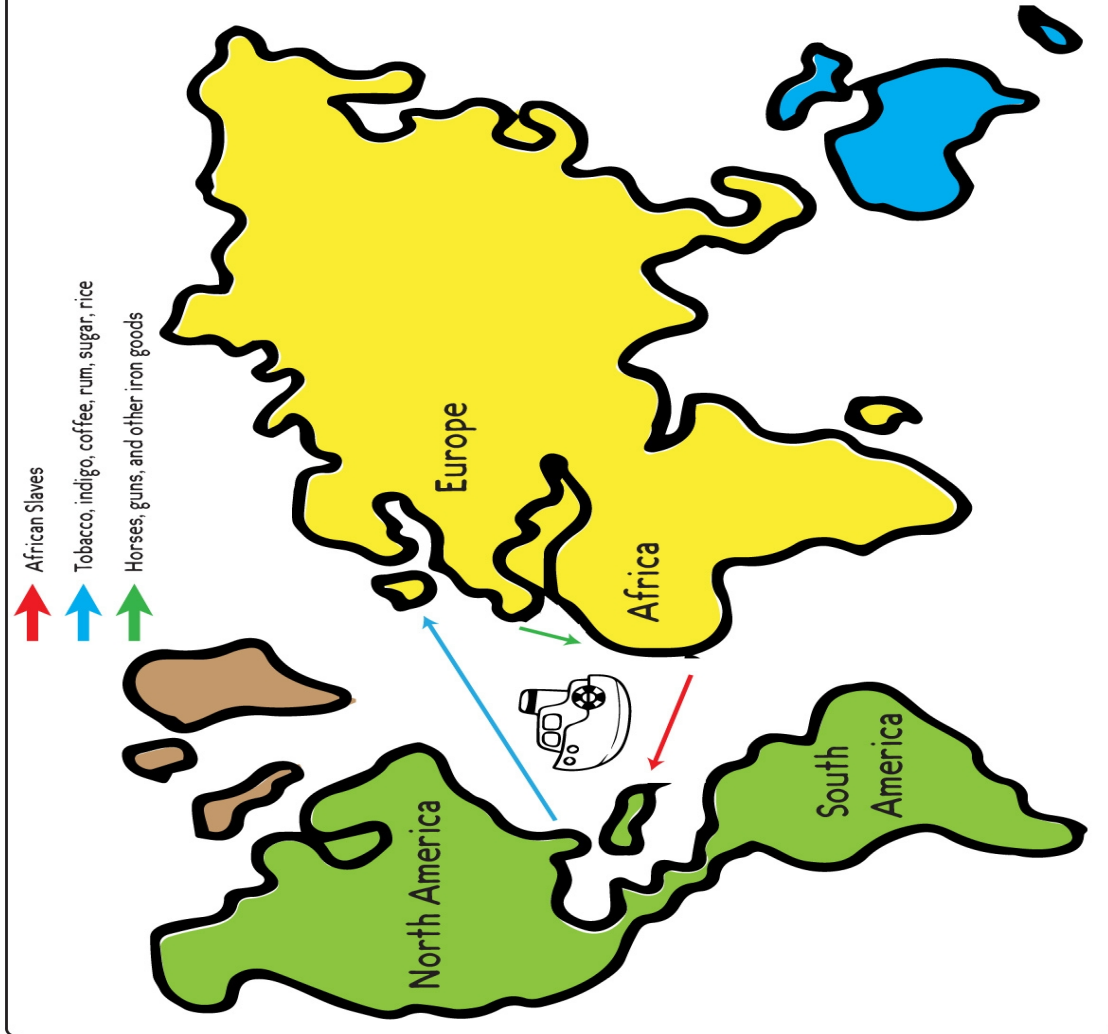 African Slaves
Tobacco, indigo, coffee, rum, sugar, rice
Horses, guns, and other iron goods
North America
Europe
Africa
South
America